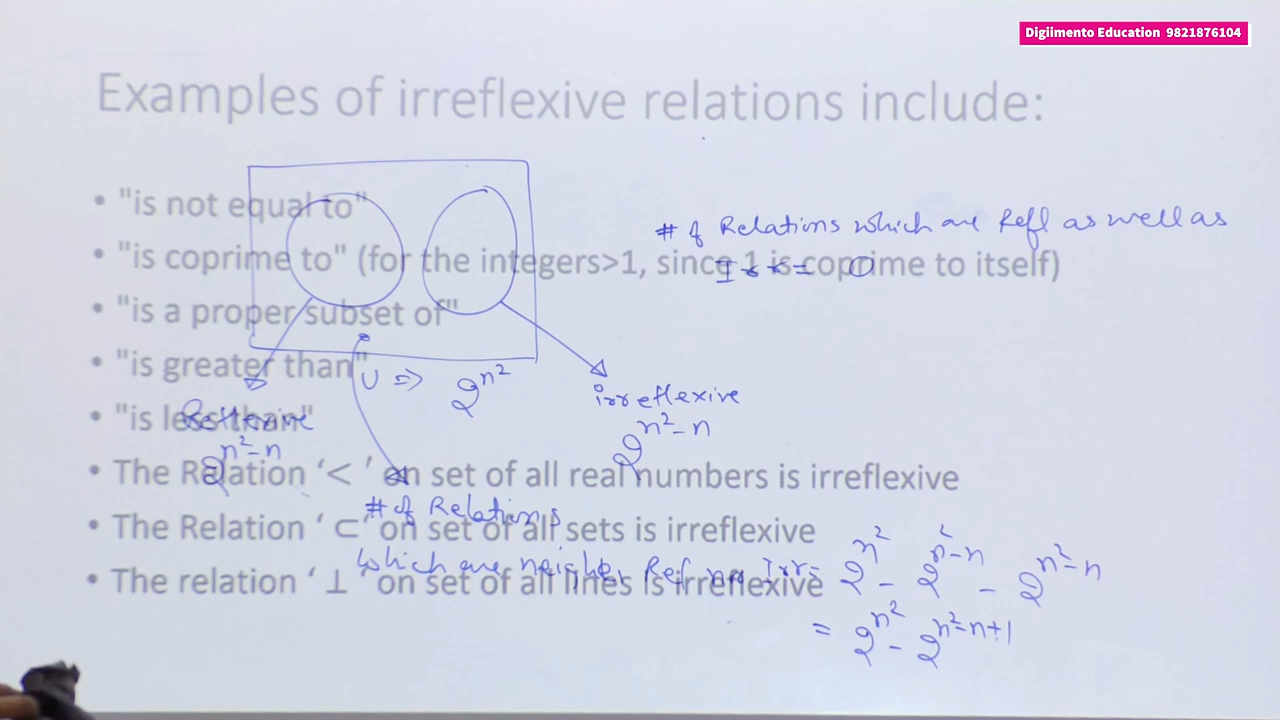 Digiimento Education 9821876104
Examples of irreflexive relations include:
• "is not equal to"
• "is coprime to" (for the integers>1, since 1 is coprime to itself)
• "is a proper subset of"
• "is greater than"
• "is less than"
• The Relation ‘< ’ on set of all real numbers is irreflexive
• The Relation ‘ ⊂’ on set of all sets is irreflexive
• The relation ‘ ⊥ ’ on set of all lines is irreflexive
# of Relations which are Refl as well as
Irr = 0
U ⇒ 2^n²
Reflexive
2^n²-n
irreflexive
2^n²-n
# of Relations
which are neigher Ref nor Irr = 2^n² - 2^n²-n - 2^n²-n
= 2^n² - 2^n²-n+1